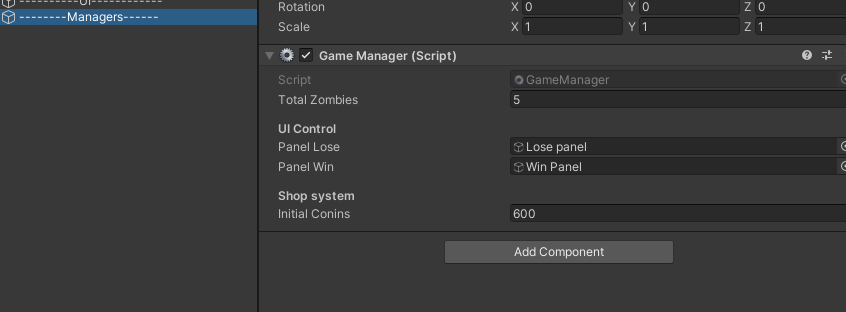 ----------UI------------
--------Managers------
Rotation X 0 Y 0 Z 0
Scale X 1 Y 1 Z 1
Game Manager (Script)
Script GameManager
Total Zombies 5
UI Control
Panel Lose Lose panel
Panel Win Win Panel
Shop system
Initial Conins 600
Add Component